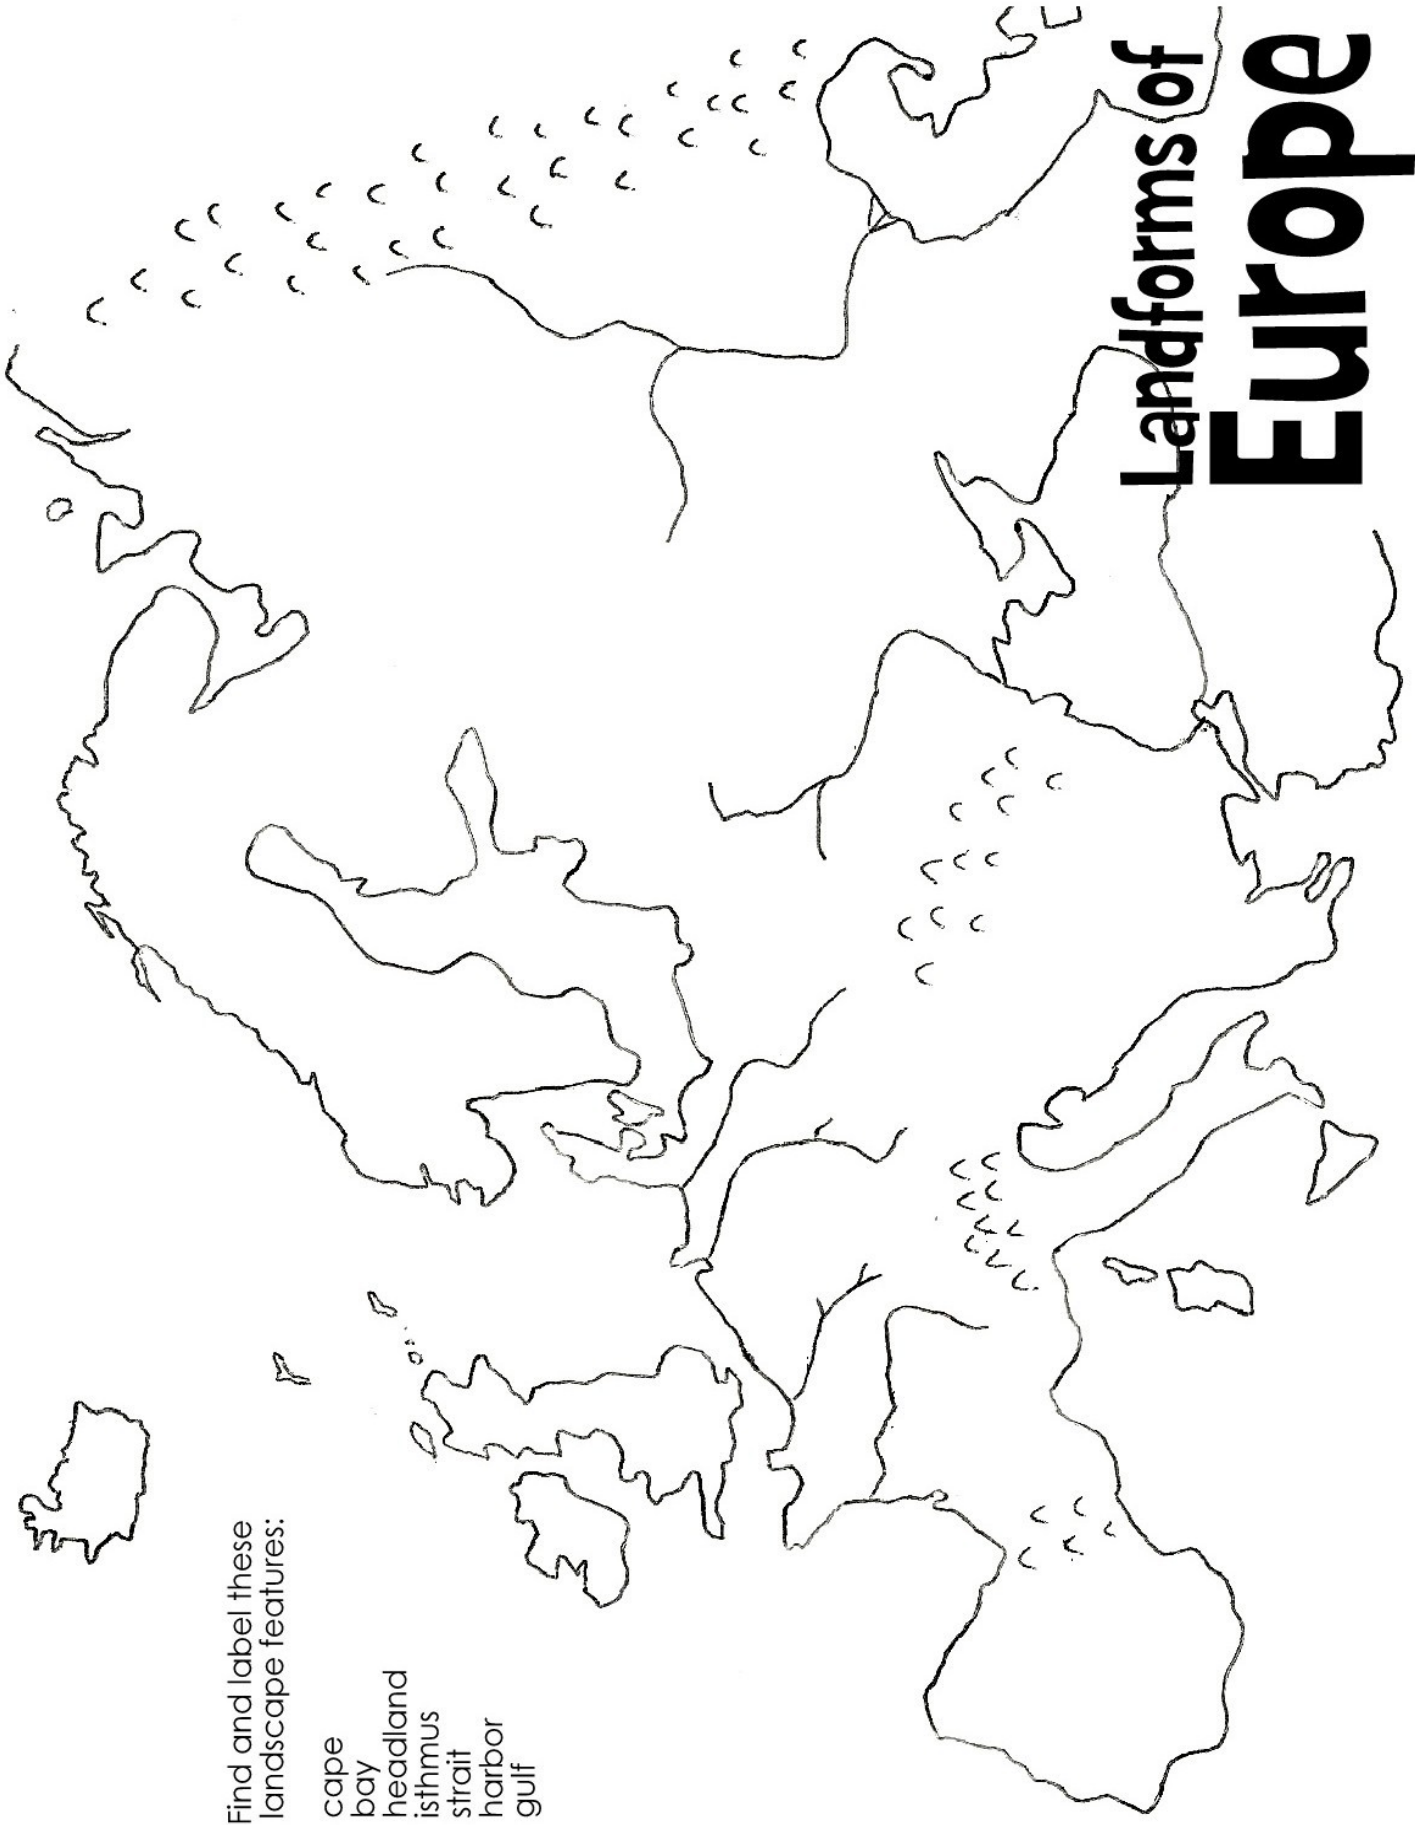 Landforms of
Europe
Find and label these
landscape features:
cape
bay
headland
isthmus
strait
harbor
gulf